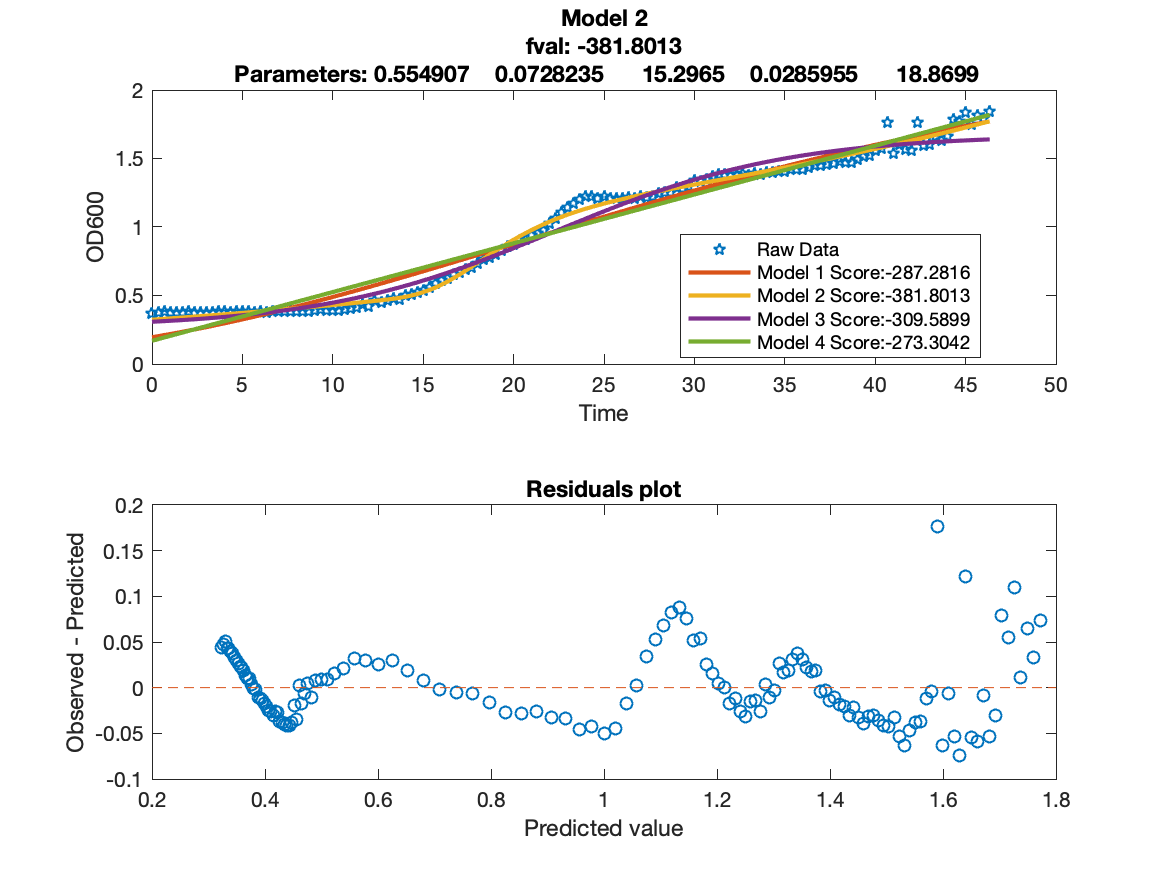 Model 2
fval: -381.8013
Parameters: 0.554907 0.0728235 15.2965 0.0285955 18.8699
2
1.5
1
0.5
0
OD600
Raw Data
Model 1 Score:-287.2816
Model 2 Score:-381.8013
Model 3 Score:-309.5899
Model 4 Score:-273.3042
0 5 10 15 20 25 30 35 40 45 50
Time
Residuals plot
0.2
0.15
0.1
0.05
0
-0.05
-0.1
Observed - Predicted
0.2 0.4 0.6 0.8 1 1.2 1.4 1.6 1.8
Predicted value